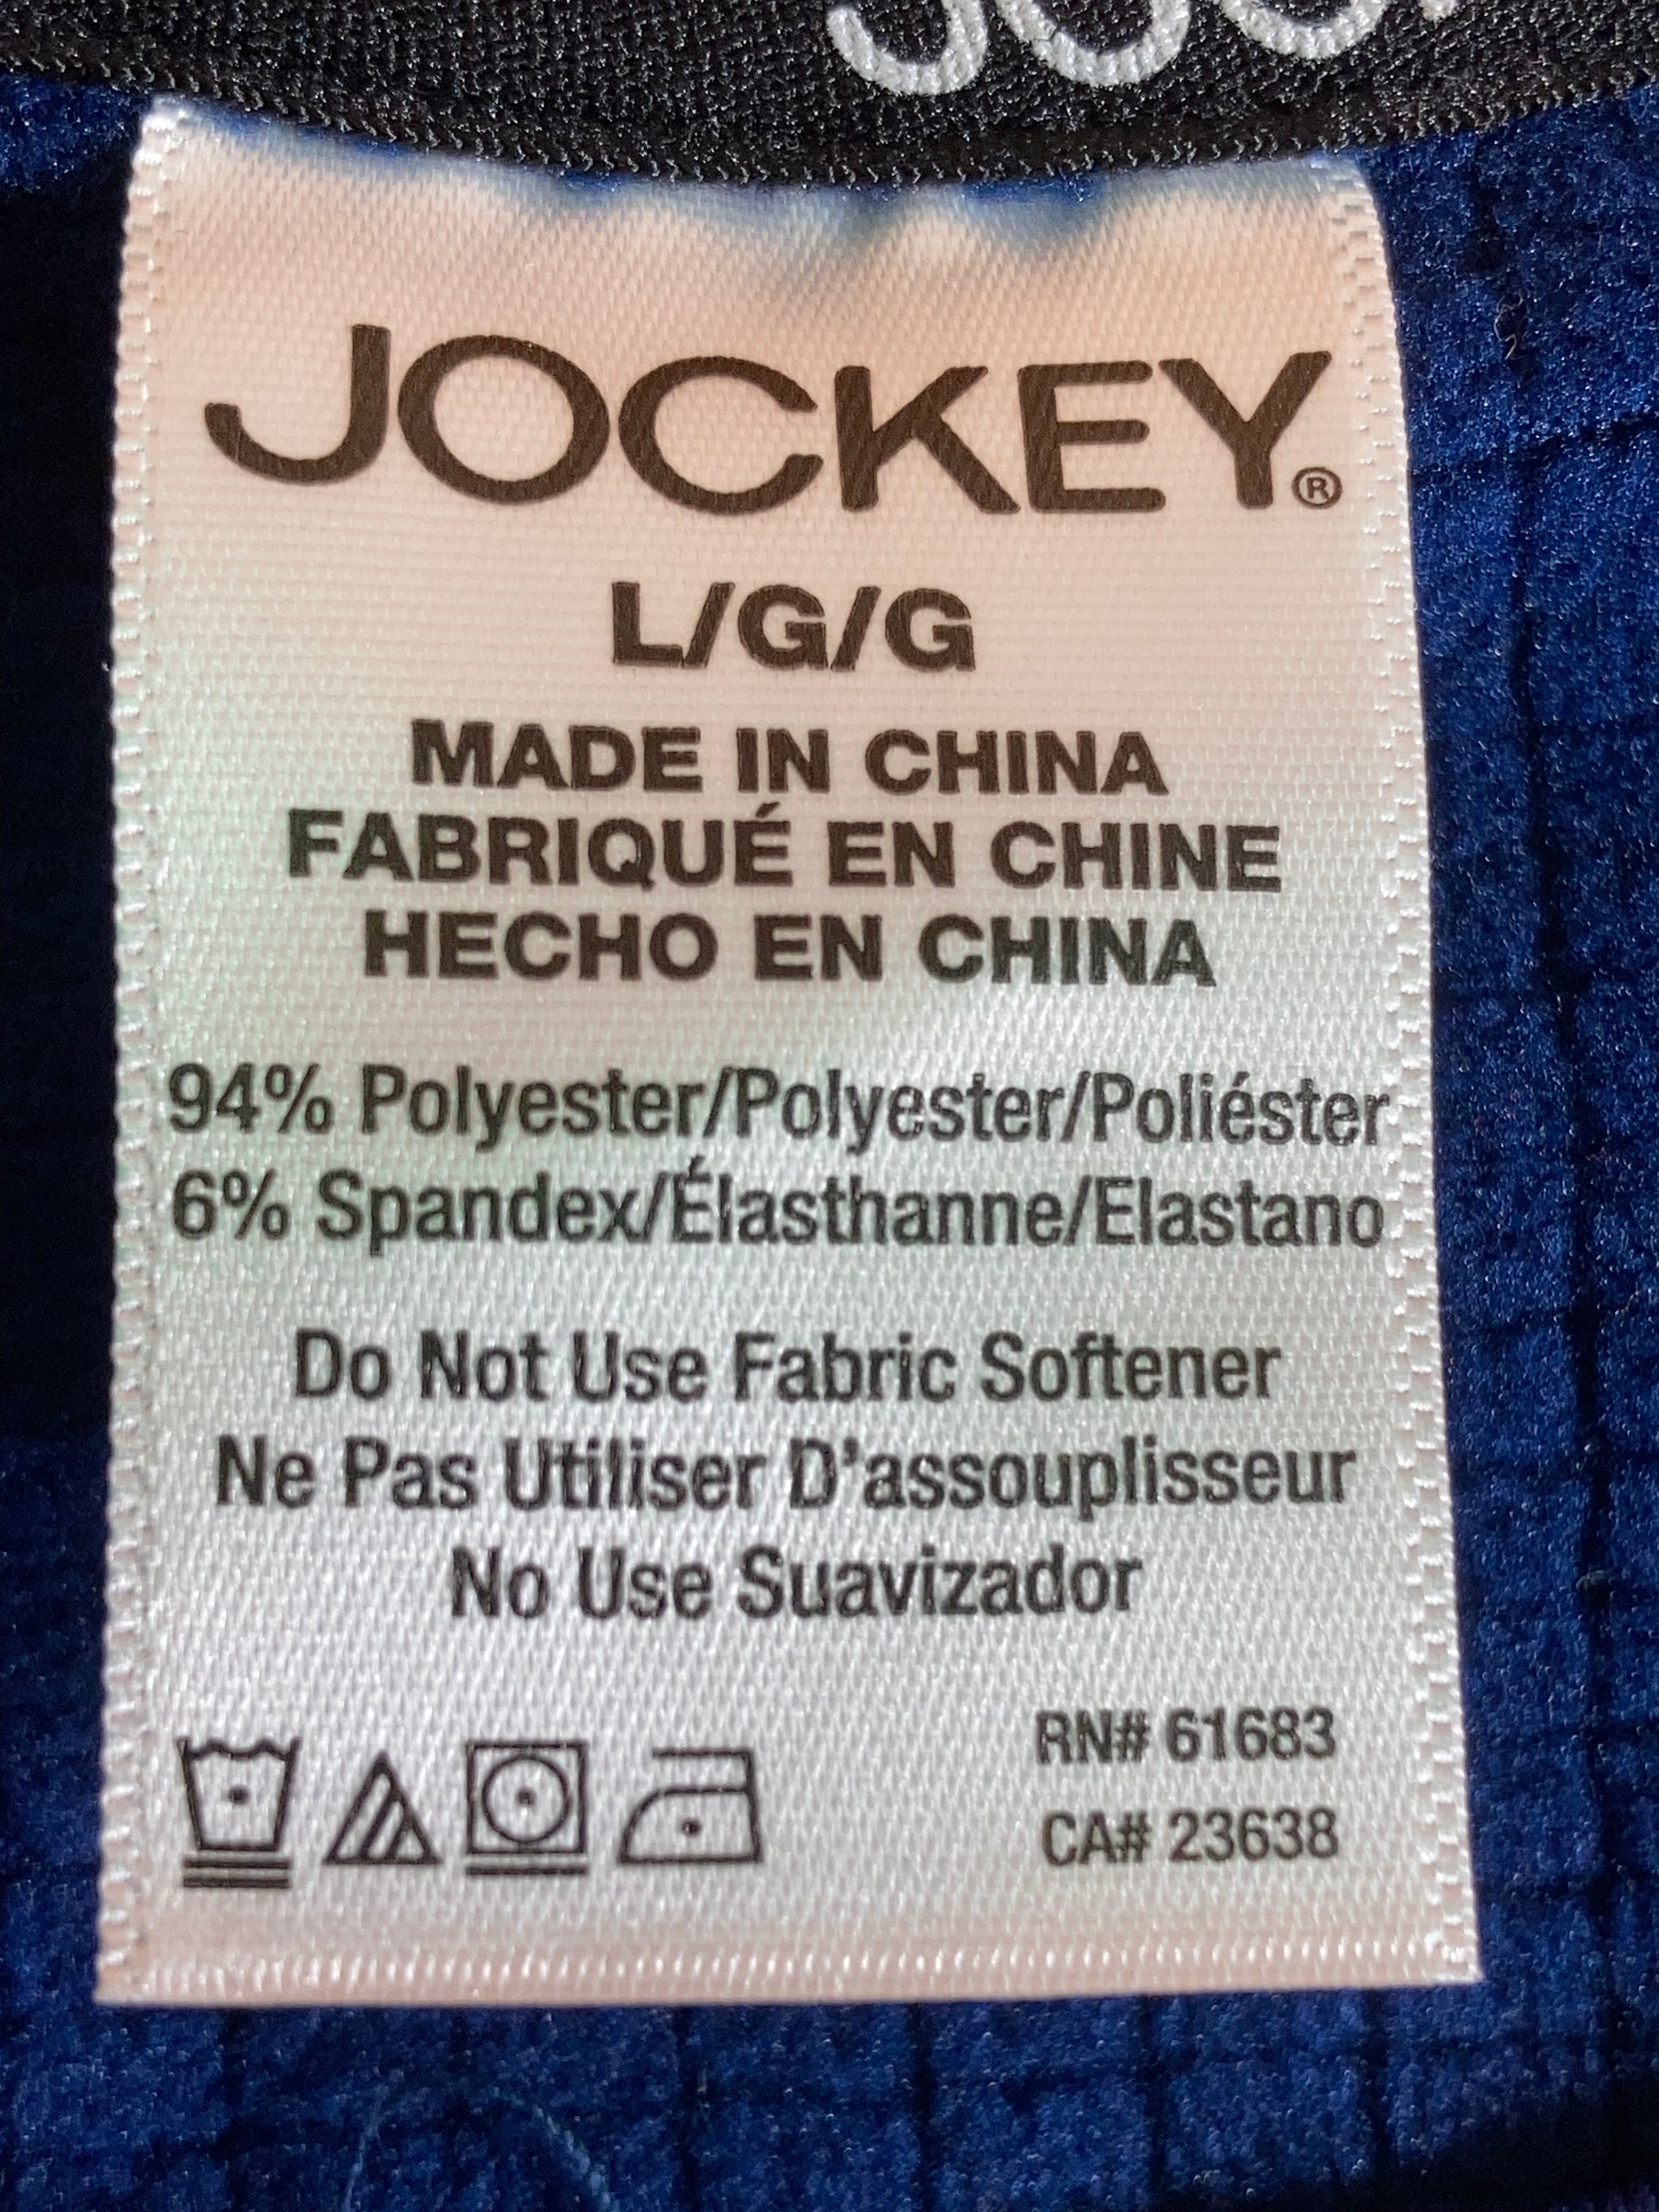 JOCKEY®
L/G/G
MADE IN CHINA
FABRIQUÉ EN CHINE
HECHO EN CHINA
94% Polyester/Polyester/Poliéster
6% Spandex/Élasthanne/Elastano
Do Not Use Fabric Softener
Ne Pas Utiliser D'assouplisseur
No Use Suavizador
RN# 61683
CA# 23638